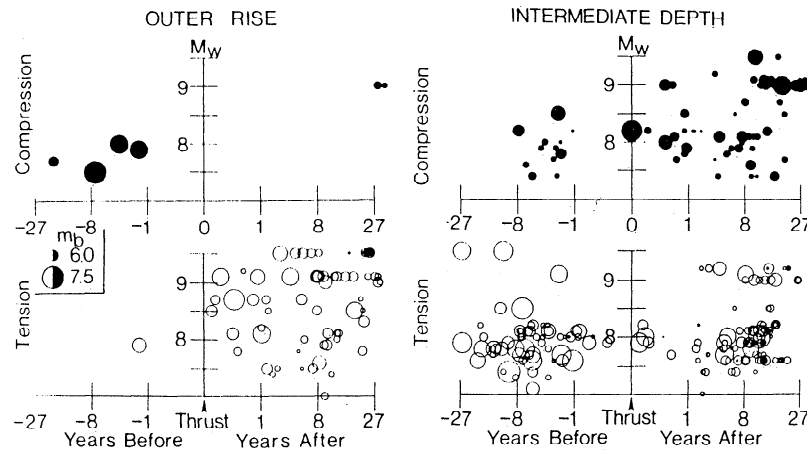 OUTER RISE
INTERMEDIATE DEPTH
Compression
Mw
9
8
-27 -8 -1 0 1 8 27
mb
6.0
7.5
Tension
9
8
-27 -8 -1 1 8 27
Thrust
Years Before Years After
Compression
Mw
9
8
-27 -8 -1 0 1 8 27
Tension
9
8
-27 -8 -1 1 8 27
Thrust
Years Before Years After